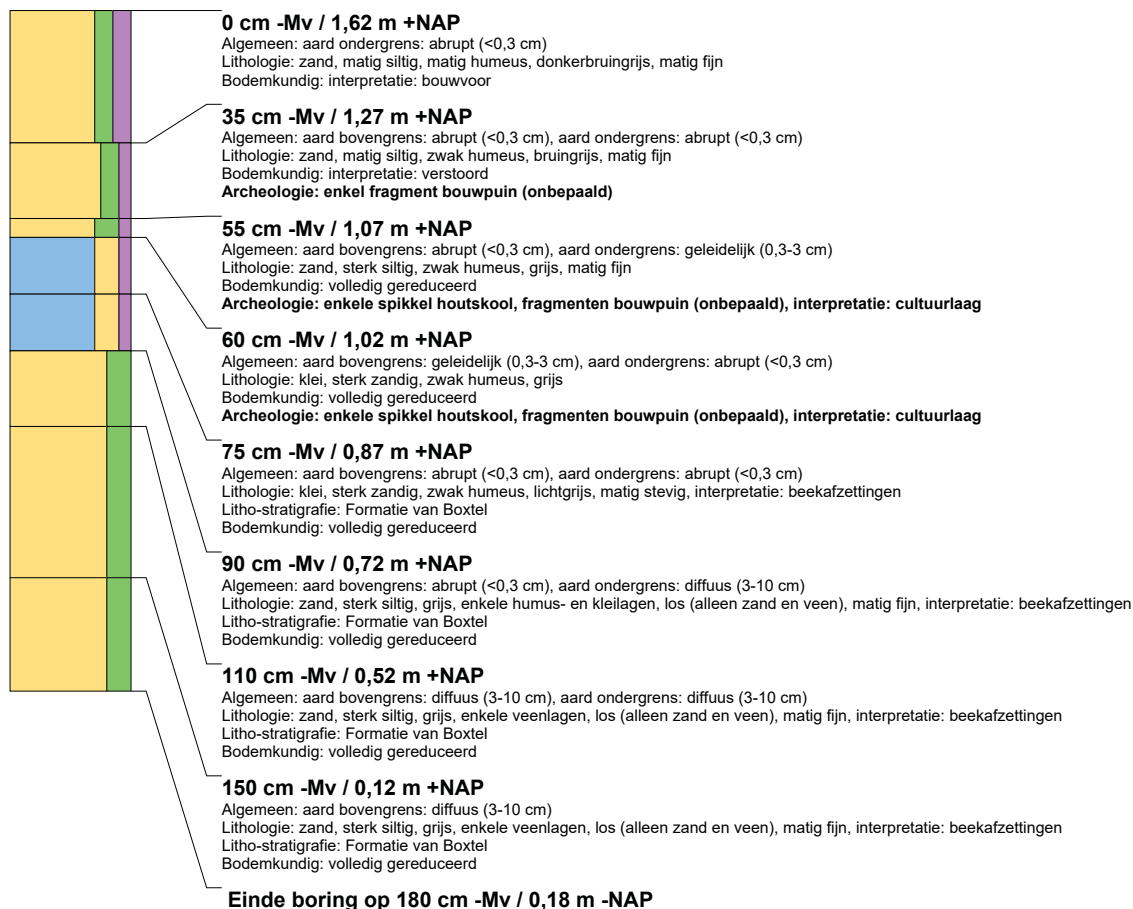 0 cm -Mv / 1,62 m +NAP
Algemeen: aard ondergrens: abrupt (<0,3 cm)
Lithologie: zand, matig siltig, matig humeus, donkerbruingrijs, matig fijn
Bodemkundig: interpretatie: bouwvoor
35 cm -Mv / 1,27 m +NAP
Algemeen: aard bovengrens: abrupt (<0,3 cm), aard ondergrens: abrupt (<0,3 cm)
Lithologie: zand, matig siltig, zwak humeus, bruingrijs, matig fijn
Bodemkundig: interpretatie: verstoord
Archeologie: enkel fragment bouwpuin (onbepaald)
55 cm -Mv / 1,07 m +NAP
Algemeen: aard bovengrens: abrupt (<0,3 cm), aard ondergrens: geleidelijk (0,3-3 cm)
Lithologie: zand, sterk siltig, zwak humeus, grijs, matig fijn
Bodemkundig: volledig gereduceerd
Archeologie: enkele spikkel houtskool, fragmenten bouwpuin (onbepaald), interpretatie: cultuurlaag
60 cm -Mv / 1,02 m +NAP
Algemeen: aard bovengrens: geleidelijk (0,3-3 cm), aard ondergrens: abrupt (<0,3 cm)
Lithologie: klei, sterk zandig, zwak humeus, grijs
Bodemkundig: volledig gereduceerd
Archeologie: enkele spikkel houtskool, fragmenten bouwpuin (onbepaald), interpretatie: cultuurlaag
75 cm -Mv / 0,87 m +NAP
Algemeen: aard bovengrens: abrupt (<0,3 cm), aard ondergrens: abrupt (<0,3 cm)
Lithologie: klei, sterk zandig, zwak humeus, lichtgrijs, matig stevig, interpretatie: beekafzettingen
Litho-stratigrafie: Formatie van Boxtel
Bodemkundig: volledig gereduceerd
90 cm -Mv / 0,72 m +NAP
Algemeen: aard bovengrens: abrupt (<0,3 cm), aard ondergrens: diffuus (3-10 cm)
Lithologie: zand, sterk siltig, grijs, enkele humus- en kleilagen, los (alleen zand en veen), matig fijn, interpretatie: beekafzettingen
Litho-stratigrafie: Formatie van Boxtel
Bodemkundig: volledig gereduceerd
110 cm -Mv / 0,52 m +NAP
Algemeen: aard bovengrens: diffuus (3-10 cm), aard ondergrens: diffuus (3-10 cm)
Lithologie: zand, sterk siltig, grijs, enkele veenlagen, los (alleen zand en veen), matig fijn, interpretatie: beekafzettingen
Litho-stratigrafie: Formatie van Boxtel
Bodemkundig: volledig gereduceerd
150 cm -Mv / 0,12 m +NAP
Algemeen: aard bovengrens: diffuus (3-10 cm)
Lithologie: zand, sterk siltig, grijs, enkele veenlagen, los (alleen zand en veen), matig fijn, interpretatie: beekafzettingen
Litho-stratigrafie: Formatie van Boxtel
Bodemkundig: volledig gereduceerd
Einde boring op 180 cm -Mv / 0,18 m -NAP